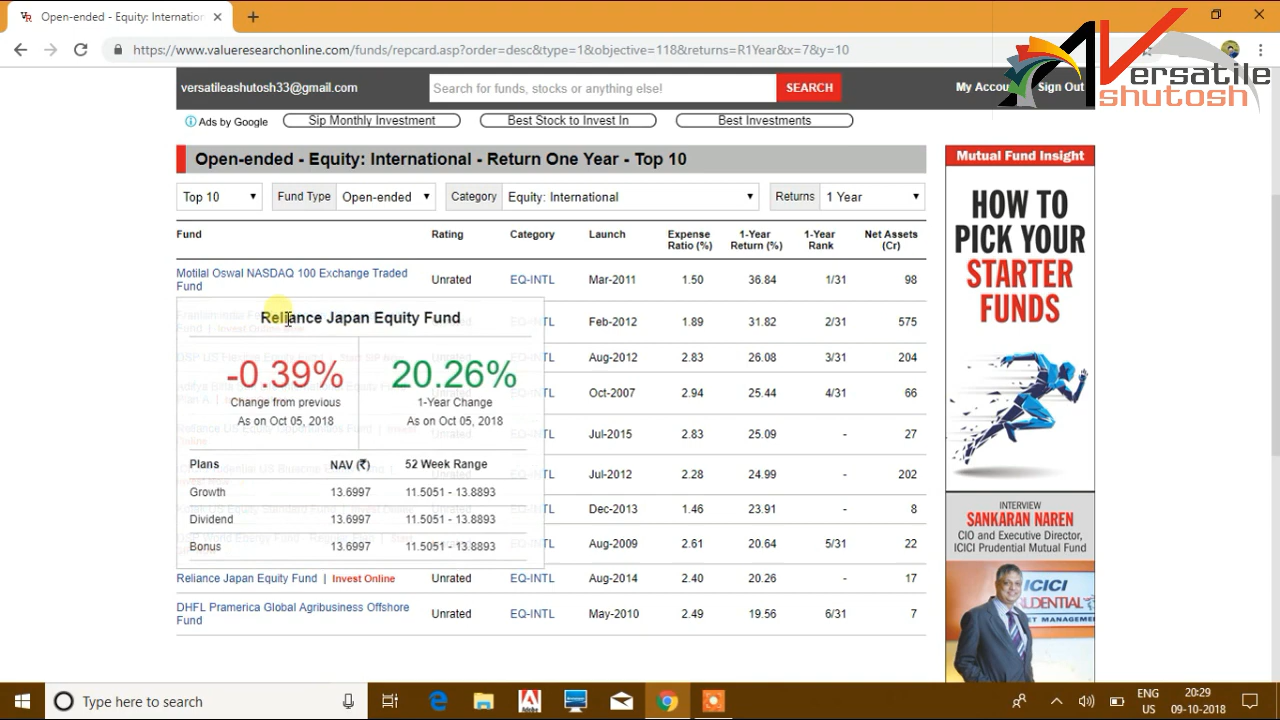 Open-ended - Equity: Internation
https://www.valueresearchonline.com/funds/repcard.asp?order=desc&type=1&objective=118&returns=R1Year&x=7&y=10
Versatile
Ashutosh
versatileashutosh33@gmail.com
Search for funds, stocks or anything else!
SEARCH
My Accou
Sign Out
Ads by Google
Sip Monthly Investment
Best Stock to Invest In
Best Investments
Open-ended - Equity: International - Return One Year - Top 10
Top 10
Fund Type
Open-ended
Category
Equity: International
Returns
1 Year
Fund Rating Category Launch Expense Ratio (%) 1-Year Return (%) 1-Year Rank Net Assets (Cr)
Motilal Oswal NASDAQ 100 Exchange Traded Fund Unrated EQ-INTL Mar-2011 1.50 36.84 1/31 98
TL Feb-2012 1.89 31.82 2/31 575
TL Aug-2012 2.83 26.08 3/31 204
TL Oct-2007 2.94 25.44 4/31 66
TL Jul-2015 2.83 25.09 - 27
TL Jul-2012 2.28 24.99 - 202
TL Dec-2013 1.46 23.91 - 8
TL Aug-2009 2.61 20.64 5/31 22
Reliance Japan Equity Fund
-0.39%
Change from previous
As on Oct 05, 2018
20.26%
1-Year Change
As on Oct 05, 2018
Plans NAV (₹) 52 Week Range
Growth 13.6997 11.5051 - 13.8893
Dividend 13.6997 11.5051 - 13.8893
Bonus 13.6997 11.5051 - 13.8893
Reliance Japan Equity Fund | Invest Online Unrated EQ-INTL Aug-2014 2.40 20.26 - 17
DHFL Pramerica Global Agribusiness Offshore Fund Unrated EQ-INTL May-2010 2.49 19.56 6/31 7
Mutual Fund Insight
HOW TO
PICK YOUR
STARTER
FUNDS
INTERVIEW
SANKARAN NAREN
CIO and Executive Director,
ICICI Prudential Mutual Fund
ICICI
UDENTIAL
ET MANAGEME
Type here to search
ENG
US
20:29
09-10-2018